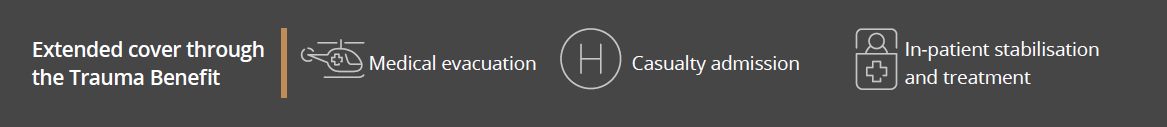 Extended cover through
the Trauma Benefit
Medical evacuation
H
Casualty admission
In-patient stabilisation
and treatment